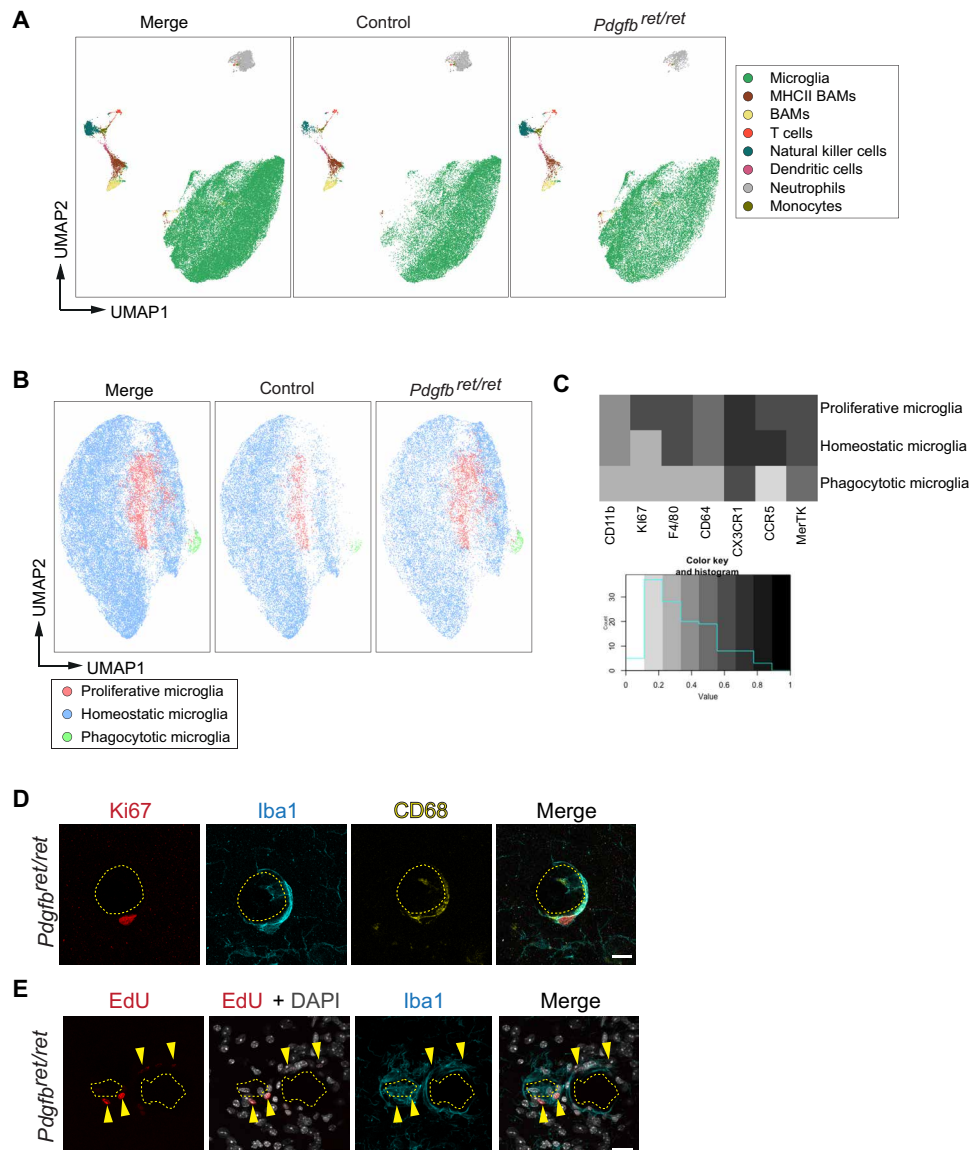 A
Merge
Control
Pdgfb ret/ret
UMAP2
UMAP1
Microglia
MHCII BAMs
BAMs
T cells
Natural killer cells
Dendritic cells
Neutrophils
Monocytes
B
Merge
Control
Pdgfb ret/ret
UMAP2
UMAP1
Proliferative microglia
Homeostatic microglia
Phagocytotic microglia
C
Proliferative microglia
Homeostatic microglia
Phagocytotic microglia
CD11b
KI67
F4/80
CD64
CX3CR1
CCR5
MerTK
Color key
and histogram
Count
0 10 20 30
0 0.2 0.4 0.6 0.8 1
Value
D
Ki67
Iba1
CD68
Merge
Pdgfb ret/ret
E
EdU
EdU + DAPI
Iba1
Merge
Pdgfb ret/ret